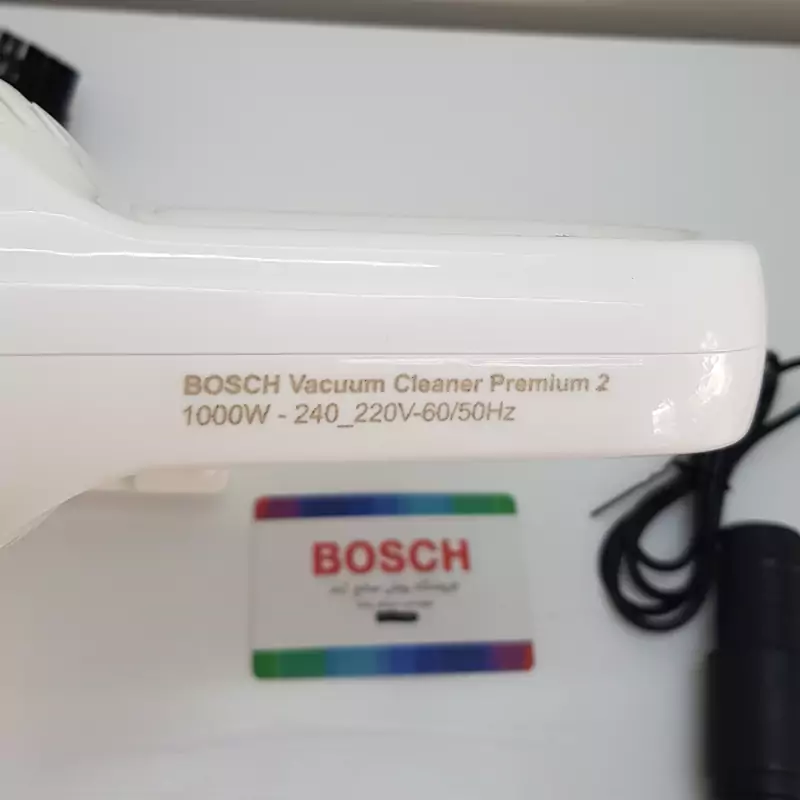 BOSCH Vacuum Cleaner Premium 2
1000W - 240_220V-60/50Hz
BOSCH